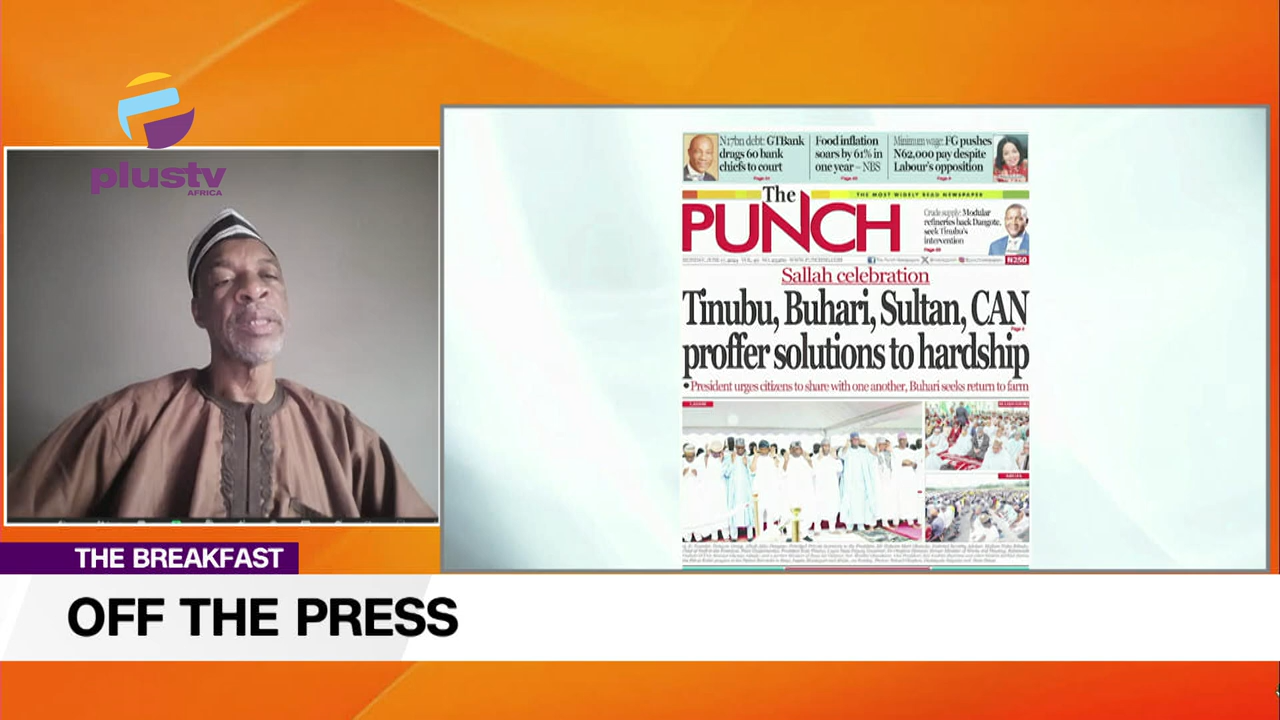 plustv
AFRICA
N17bn debt: GTBank
drags 60 bank
chiefs to court
Food inflation
soars by 61% in
one year – NBS
Minimum wage: FG pushes
N62,000 pay despite
Labour's opposition
The
PUNCH
THE MOST WIDELY READ NEWSPAPER
Crude supply: Modular
refineries back Dangote,
seek Tinubu's
intervention
N250
Sallah celebration
Tinubu, Buhari, Sultan, CAN
proffer solutions to hardship
•President urges citizens to share with one another, Buhari seeks return to farm
THE BREAKFAST
OFF THE PRESS